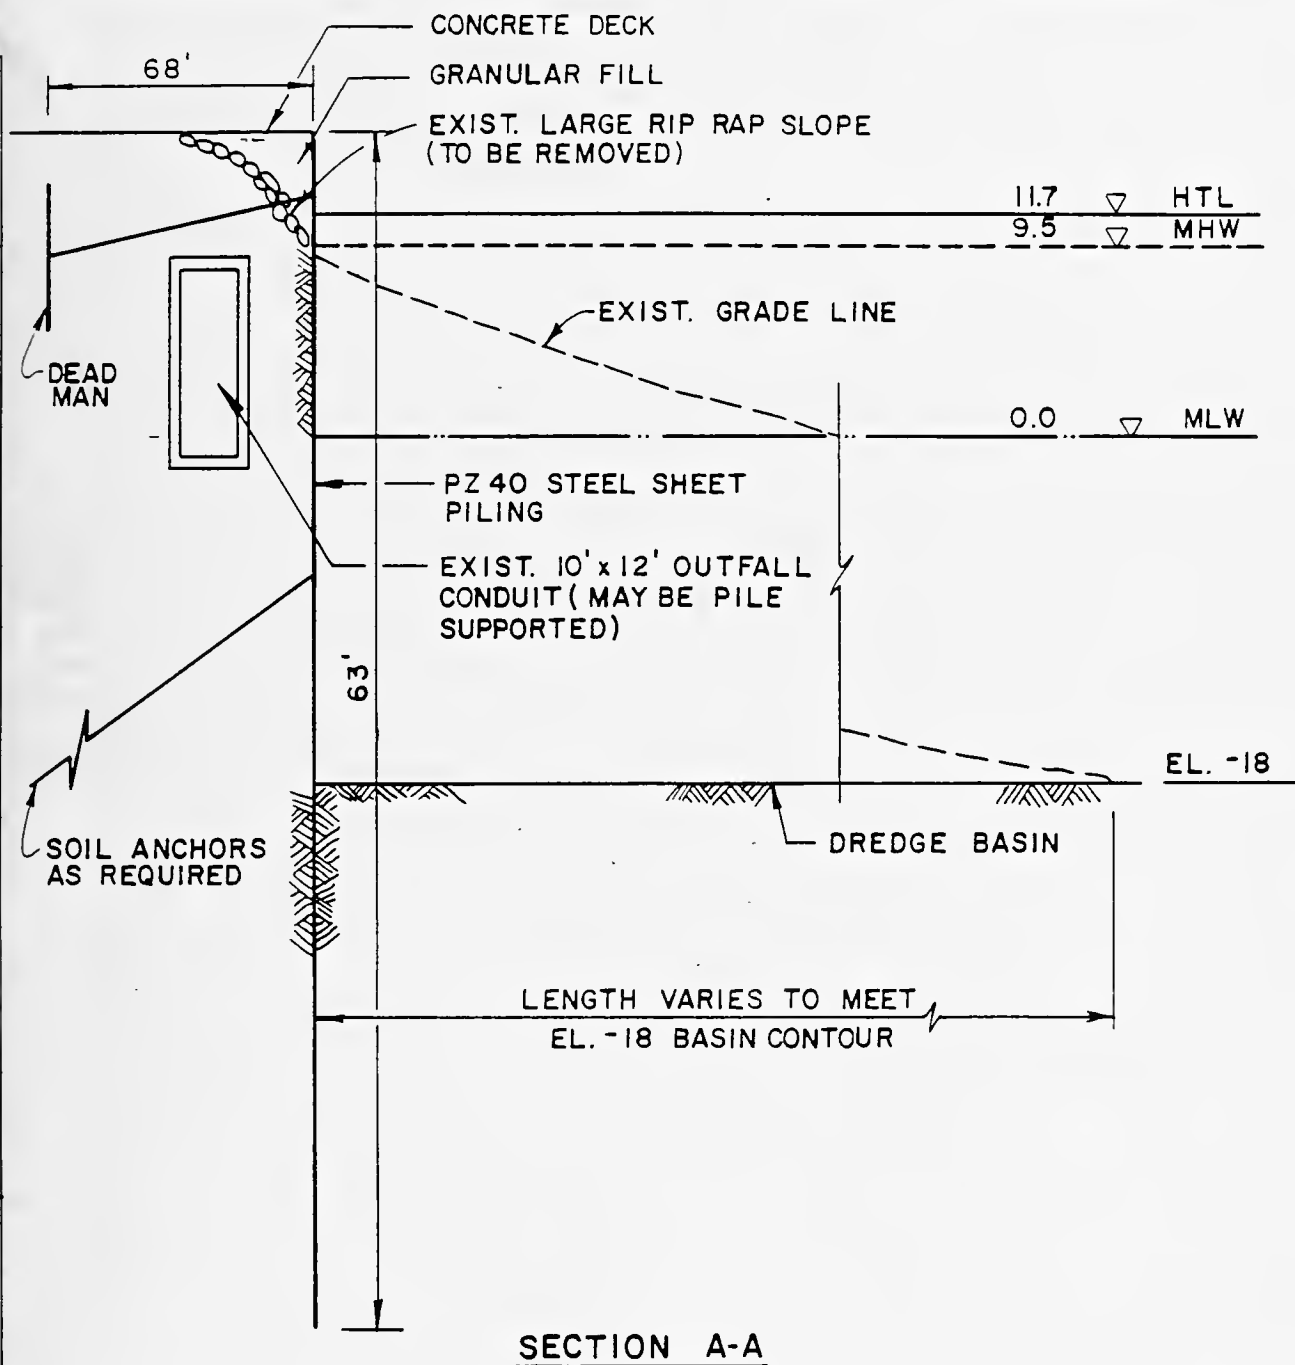 CONCRETE DECK
68'
GRANULAR FILL
EXIST. LARGE RIP RAP SLOPE
(TO BE REMOVED)
11.7 HTL
9.5 MHW
EXIST. GRADE LINE
DEAD
MAN
0.0 MLW
PZ 40 STEEL SHEET
PILING
EXIST. 10' x 12' OUTFALL
CONDUIT (MAY BE PILE
SUPPORTED)
63'
EL. -18
SOIL ANCHORS
AS REQUIRED
DREDGE BASIN
LENGTH VARIES TO MEET
EL. -18 BASIN CONTOUR
SECTION A-A